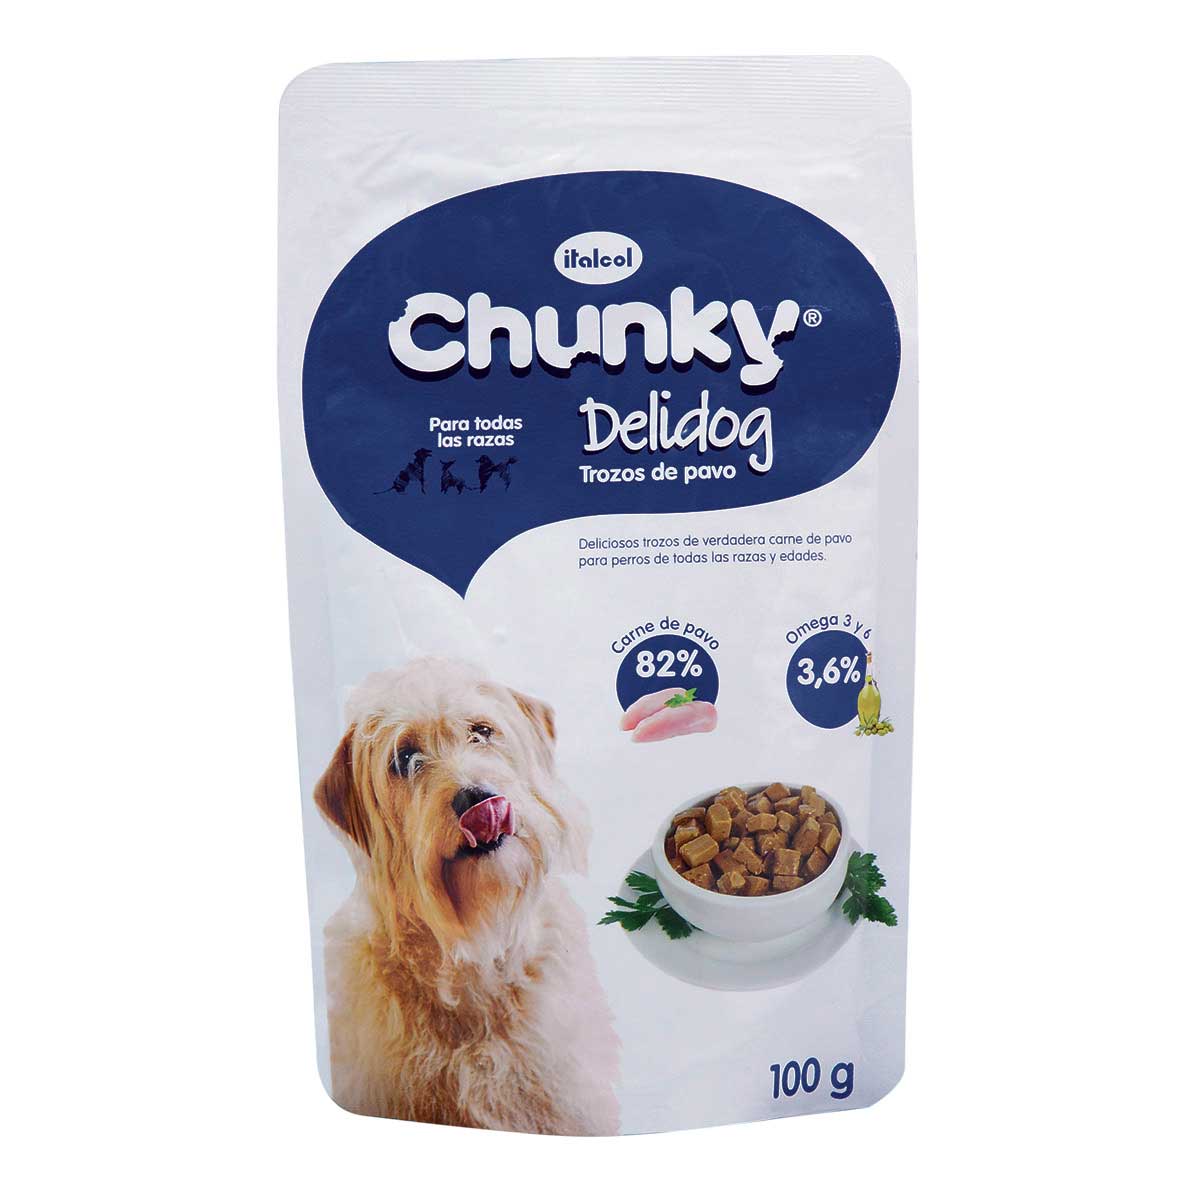 italcol
Chunky®
Delidog
Trozos de pavo
Para todas
las razas
Deliciosos trozos de verdadera carne de pavo
para perros de todas las razas y edades.
Carne de pavo
82%
Omega 3 y 6
3,6%
100 g